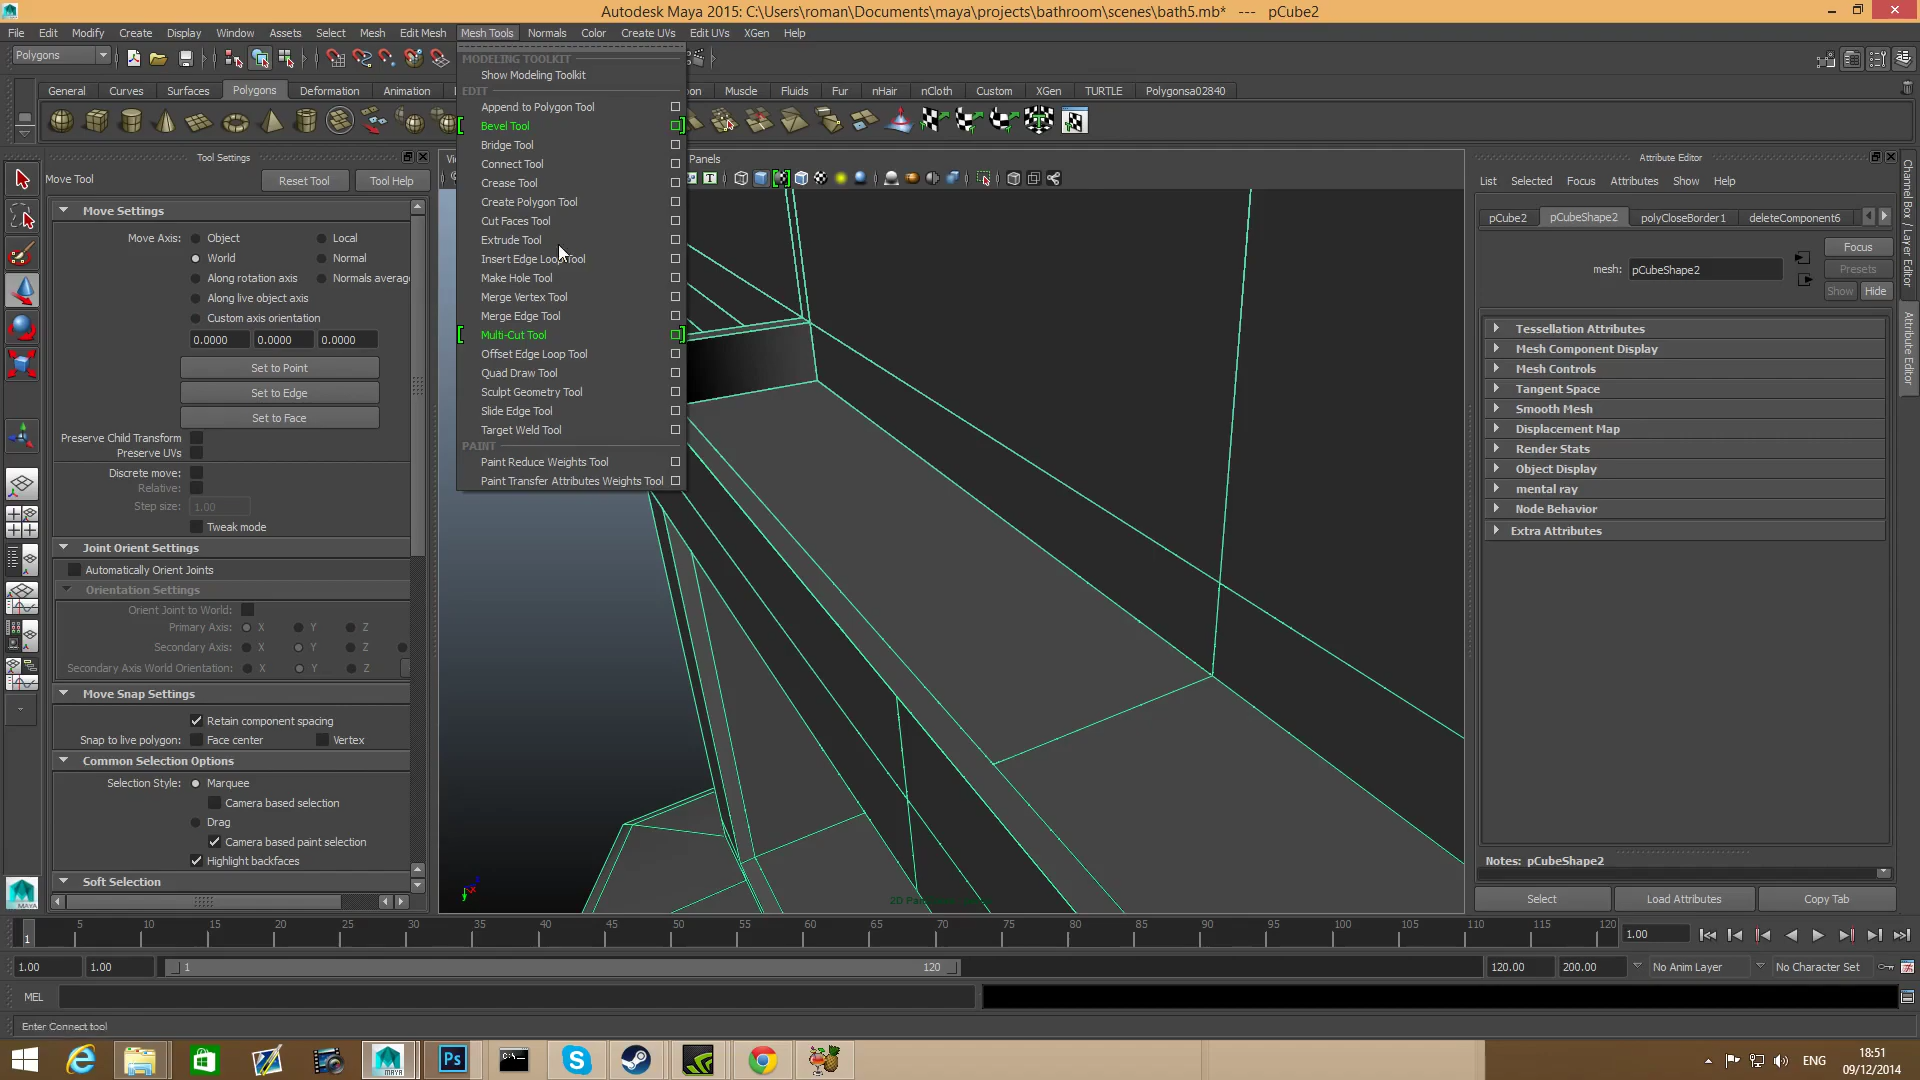 Autodesk Maya 2015: C:\Users\roman\Documents\maya\projects\bathroom\scenes\bath5.mb* --- pCube2
File Edit Modify Create Display Window Assets Select Mesh Edit Mesh Mesh Tools Normals Color Create UVs Edit UVs XGen Help
Polygons
General Curves Surfaces Polygons Deformation Animation Muscle Fluids Fur nHair nCloth Custom XGen TURTLE Polygonsa02840
MODELING TOOLKIT
Show Modeling Toolkit
EDIT
Append to Polygon Tool
Bevel Tool
Bridge Tool
Connect Tool
Crease Tool
Create Polygon Tool
Cut Faces Tool
Extrude Tool
Insert Edge Loop Tool
Make Hole Tool
Merge Vertex Tool
Merge Edge Tool
Multi-Cut Tool
Offset Edge Loop Tool
Quad Draw Tool
Sculpt Geometry Tool
Slide Edge Tool
Target Weld Tool
PAINT
Paint Reduce Weights Tool
Paint Transfer Attributes Weights Tool
Tool Settings
Move Tool
Reset Tool Tool Help
Move Settings
Move Axis: Object Local
World Normal
Along rotation axis Normals averag
Along live object axis
Custom axis orientation
0.0000 0.0000 0.0000
Set to Point
Set to Edge
Set to Face
Preserve Child Transform
Preserve UVs
Discrete move:
Relative:
Step size: 1.00
Tweak mode
Joint Orient Settings
Automatically Orient Joints
Orientation Settings
Orient Joint to World:
Primary Axis: X Y Z
Secondary Axis: X Y Z
Secondary Axis World Orientation: X Y Z
Move Snap Settings
Retain component spacing
Snap to live polygon: Face center Vertex
Common Selection Options
Selection Style: Marquee
Camera based selection
Drag
Camera based paint selection
Highlight backfaces
Soft Selection
Panels
Attribute Editor
List Selected Focus Attributes Show Help
pCube2 pCubeShape2 polyCloseBorder1 deleteComponent6
mesh: pCubeShape2
Focus
Presets
Show Hide
Tessellation Attributes
Mesh Component Display
Mesh Controls
Tangent Space
Smooth Mesh
Displacement Map
Render Stats
Object Display
mental ray
Node Behavior
Extra Attributes
Notes: pCubeShape2
Select Load Attributes Copy Tab
Channel Box / Layer Editor
Attribute Editor
1 5 10 15 20 25 30 35 40 45 50 55 60 65 70 75 80 85 90 95 100 105 110 115 120 1.00
1.00 1.00 1 120 120.00 200.00 No Anim Layer No Character Set
MEL
Enter Connect tool
MAYA
Ps
ENG
18:51
09/12/2014